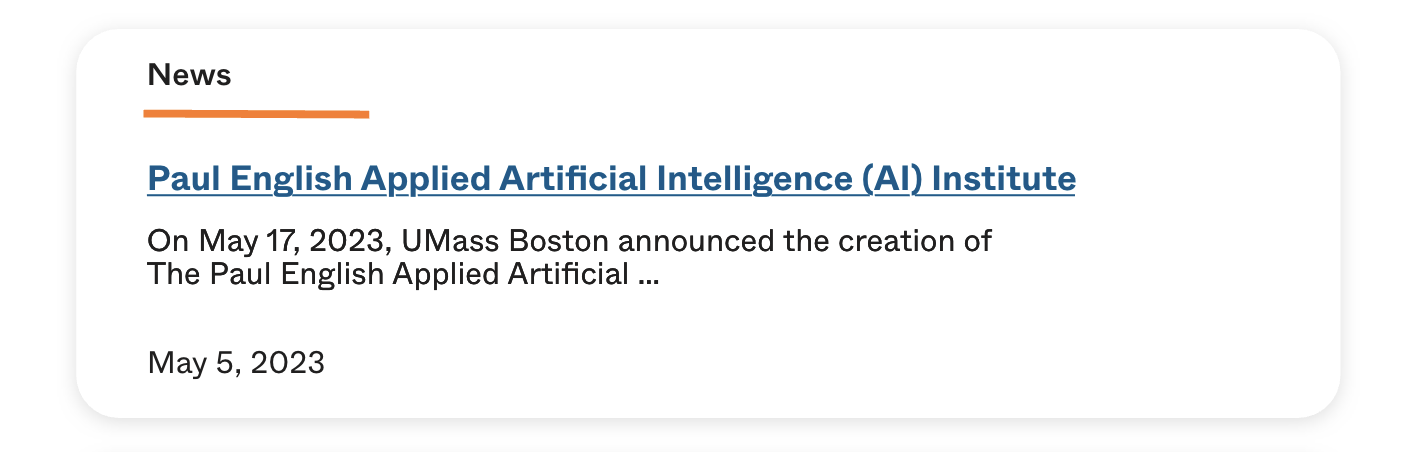 News
Paul English Applied Artificial Intelligence (AI) Institute
On May 17, 2023, UMass Boston announced the creation of
The Paul English Applied Artificial ...
May 5, 2023